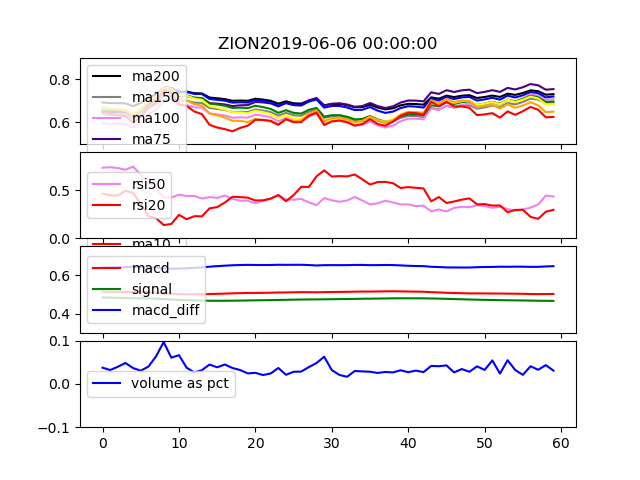 ZION2019-06-06 00:00:00
0.8
0.6
ma200
ma150
ma100
ma75
0.5
0.0
rsi50
rsi20
ma10
0.6
0.4
macd
signal
macd_diff
0.1
0.0
−0.1
volume as pct
0 10 20 30 40 50 60